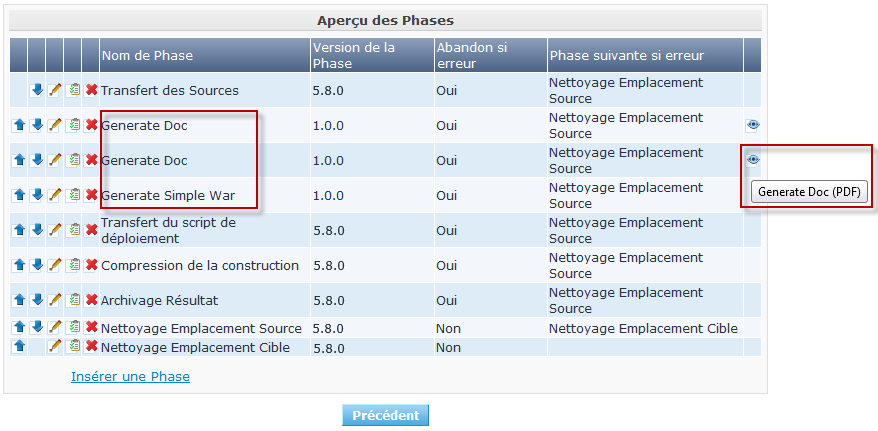 Aperçu des Phases
Nom de Phase Version de la Phase Abandon si erreur Phase suivante si erreur
Transfert des Sources 5.8.0 Oui Nettoyage Emplacement Source
Generate Doc 1.0.0 Oui Nettoyage Emplacement Source
Generate Doc 1.0.0 Oui Nettoyage Emplacement Source
Generate Doc (PDF)
Generate Simple War 1.0.0 Oui Nettoyage Emplacement Source
Transfert du script de déploiement 5.8.0 Oui Nettoyage Emplacement Source
Compression de la construction 5.8.0 Oui Nettoyage Emplacement Source
Archivage Résultat 5.8.0 Oui Nettoyage Emplacement Source
Nettoyage Emplacement Source 5.8.0 Non Nettoyage Emplacement Cible
Nettoyage Emplacement Cible 5.8.0 Non
Insérer une Phase
Précédent